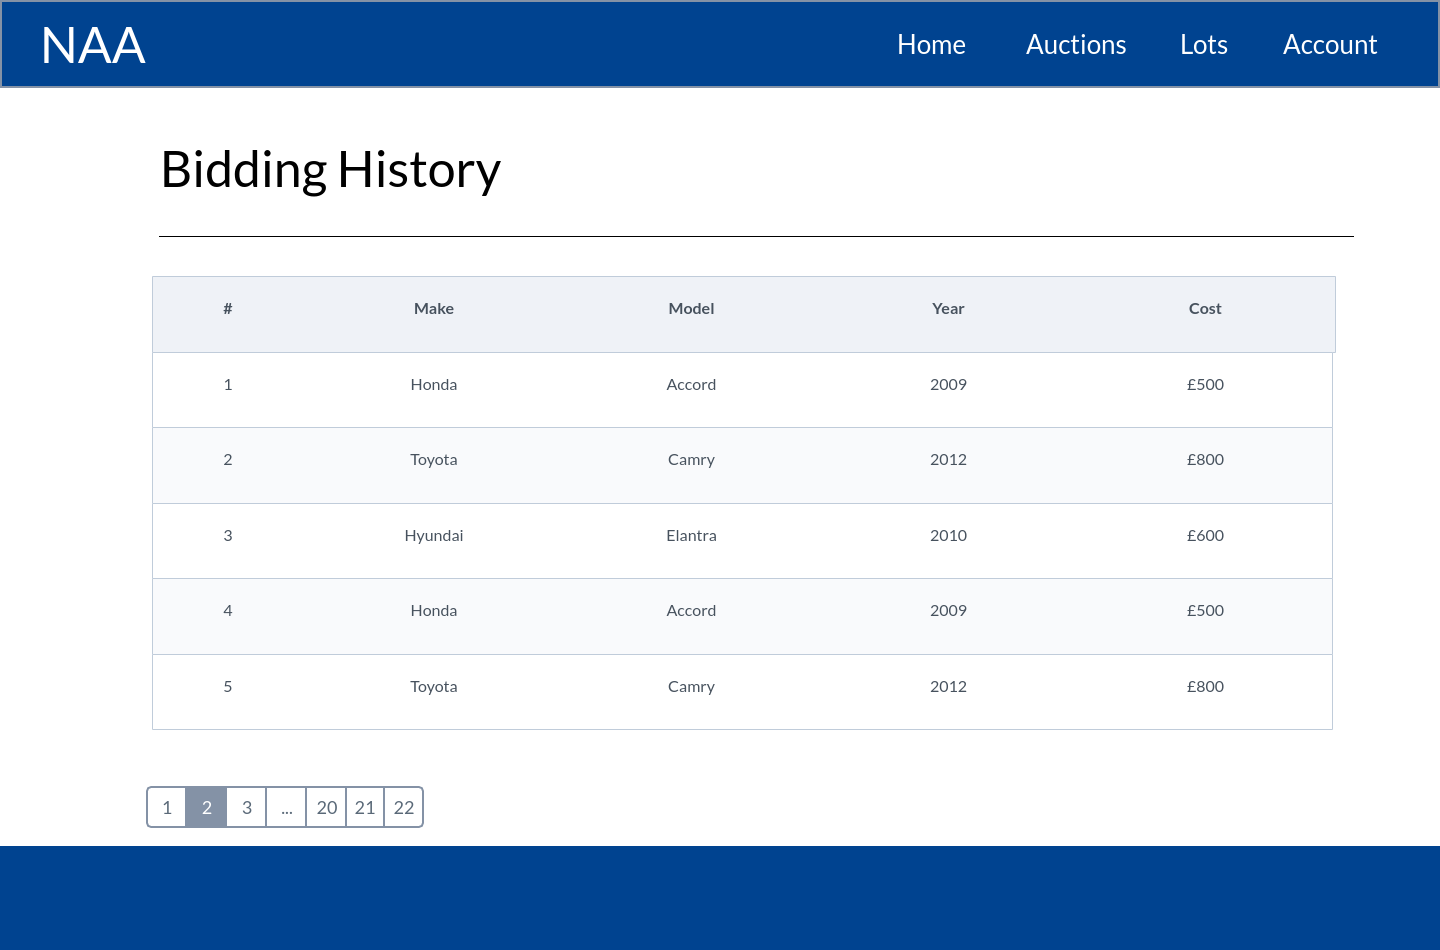 NAA Home Auctions Lots Account
Bidding History
# Make Model Year Cost
1 Honda Accord 2009 £500
2 Toyota Camry 2012 £800
3 Hyundai Elantra 2010 £600
4 Honda Accord 2009 £500
5 Toyota Camry 2012 £800
1 2 3 ... 20 21 22